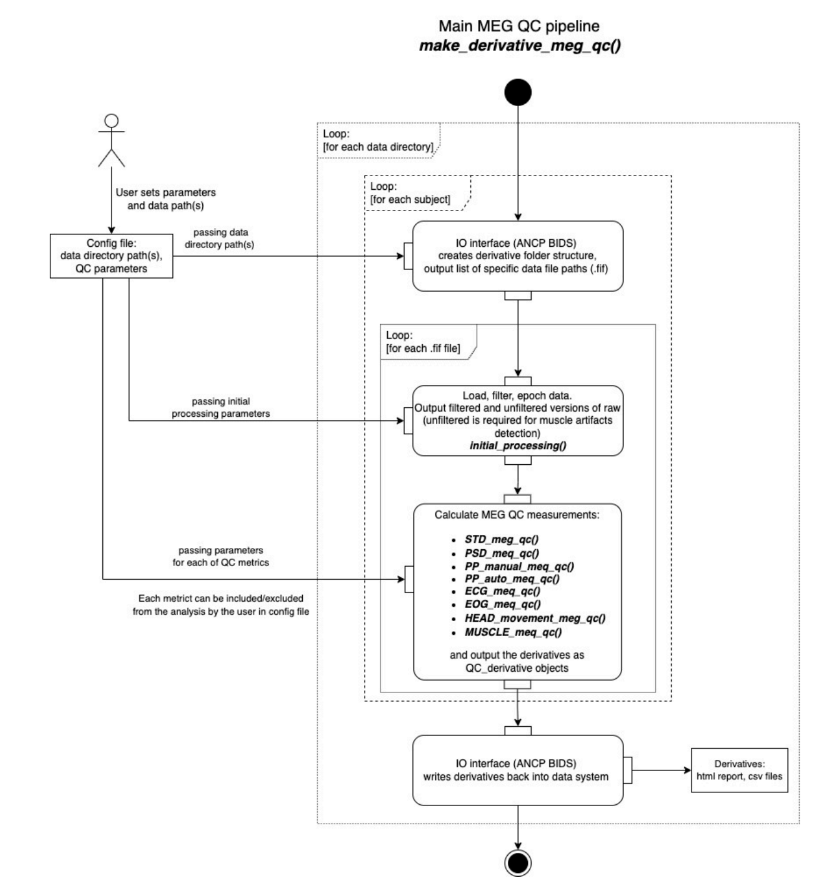 Main MEG QC pipeline
make_derivative_meg_qc()
Loop:
[for each data directory]
Loop:
[for each subject]
User sets parameters
and data path(s)
Config file:
data directory path(s),
QC parameters
passing data
directory path(s)
IO interface (ANCP BIDS)
creates derivative folder structure,
output list of specific data file paths (.fif)
Loop:
[for each .fif file]
passing initial
processing parameters
Load, filter, epoch data.
Output filtered and unfiltered versions of raw
(unfiltered is required for muscle artifacts
detection)
initial_processing()
passing parameters
for each of QC metrics
Each metrict can be included/excluded
from the analysis by the user in config file
Calculate MEG QC measurements:
• STD_meg_qc()
• PSD_meq_qc()
• PP_manual_meq_qc()
• PP_auto_meq_qc()
• ECG_meq_qc()
• EOG_meq_qc()
• HEAD_movement_meg_qc()
• MUSCLE_meq_qc()
and output the derivatives as
QC_derivative objects
IO interface (ANCP BIDS)
writes derivatives back into data system
Derivatives:
html report, csv files